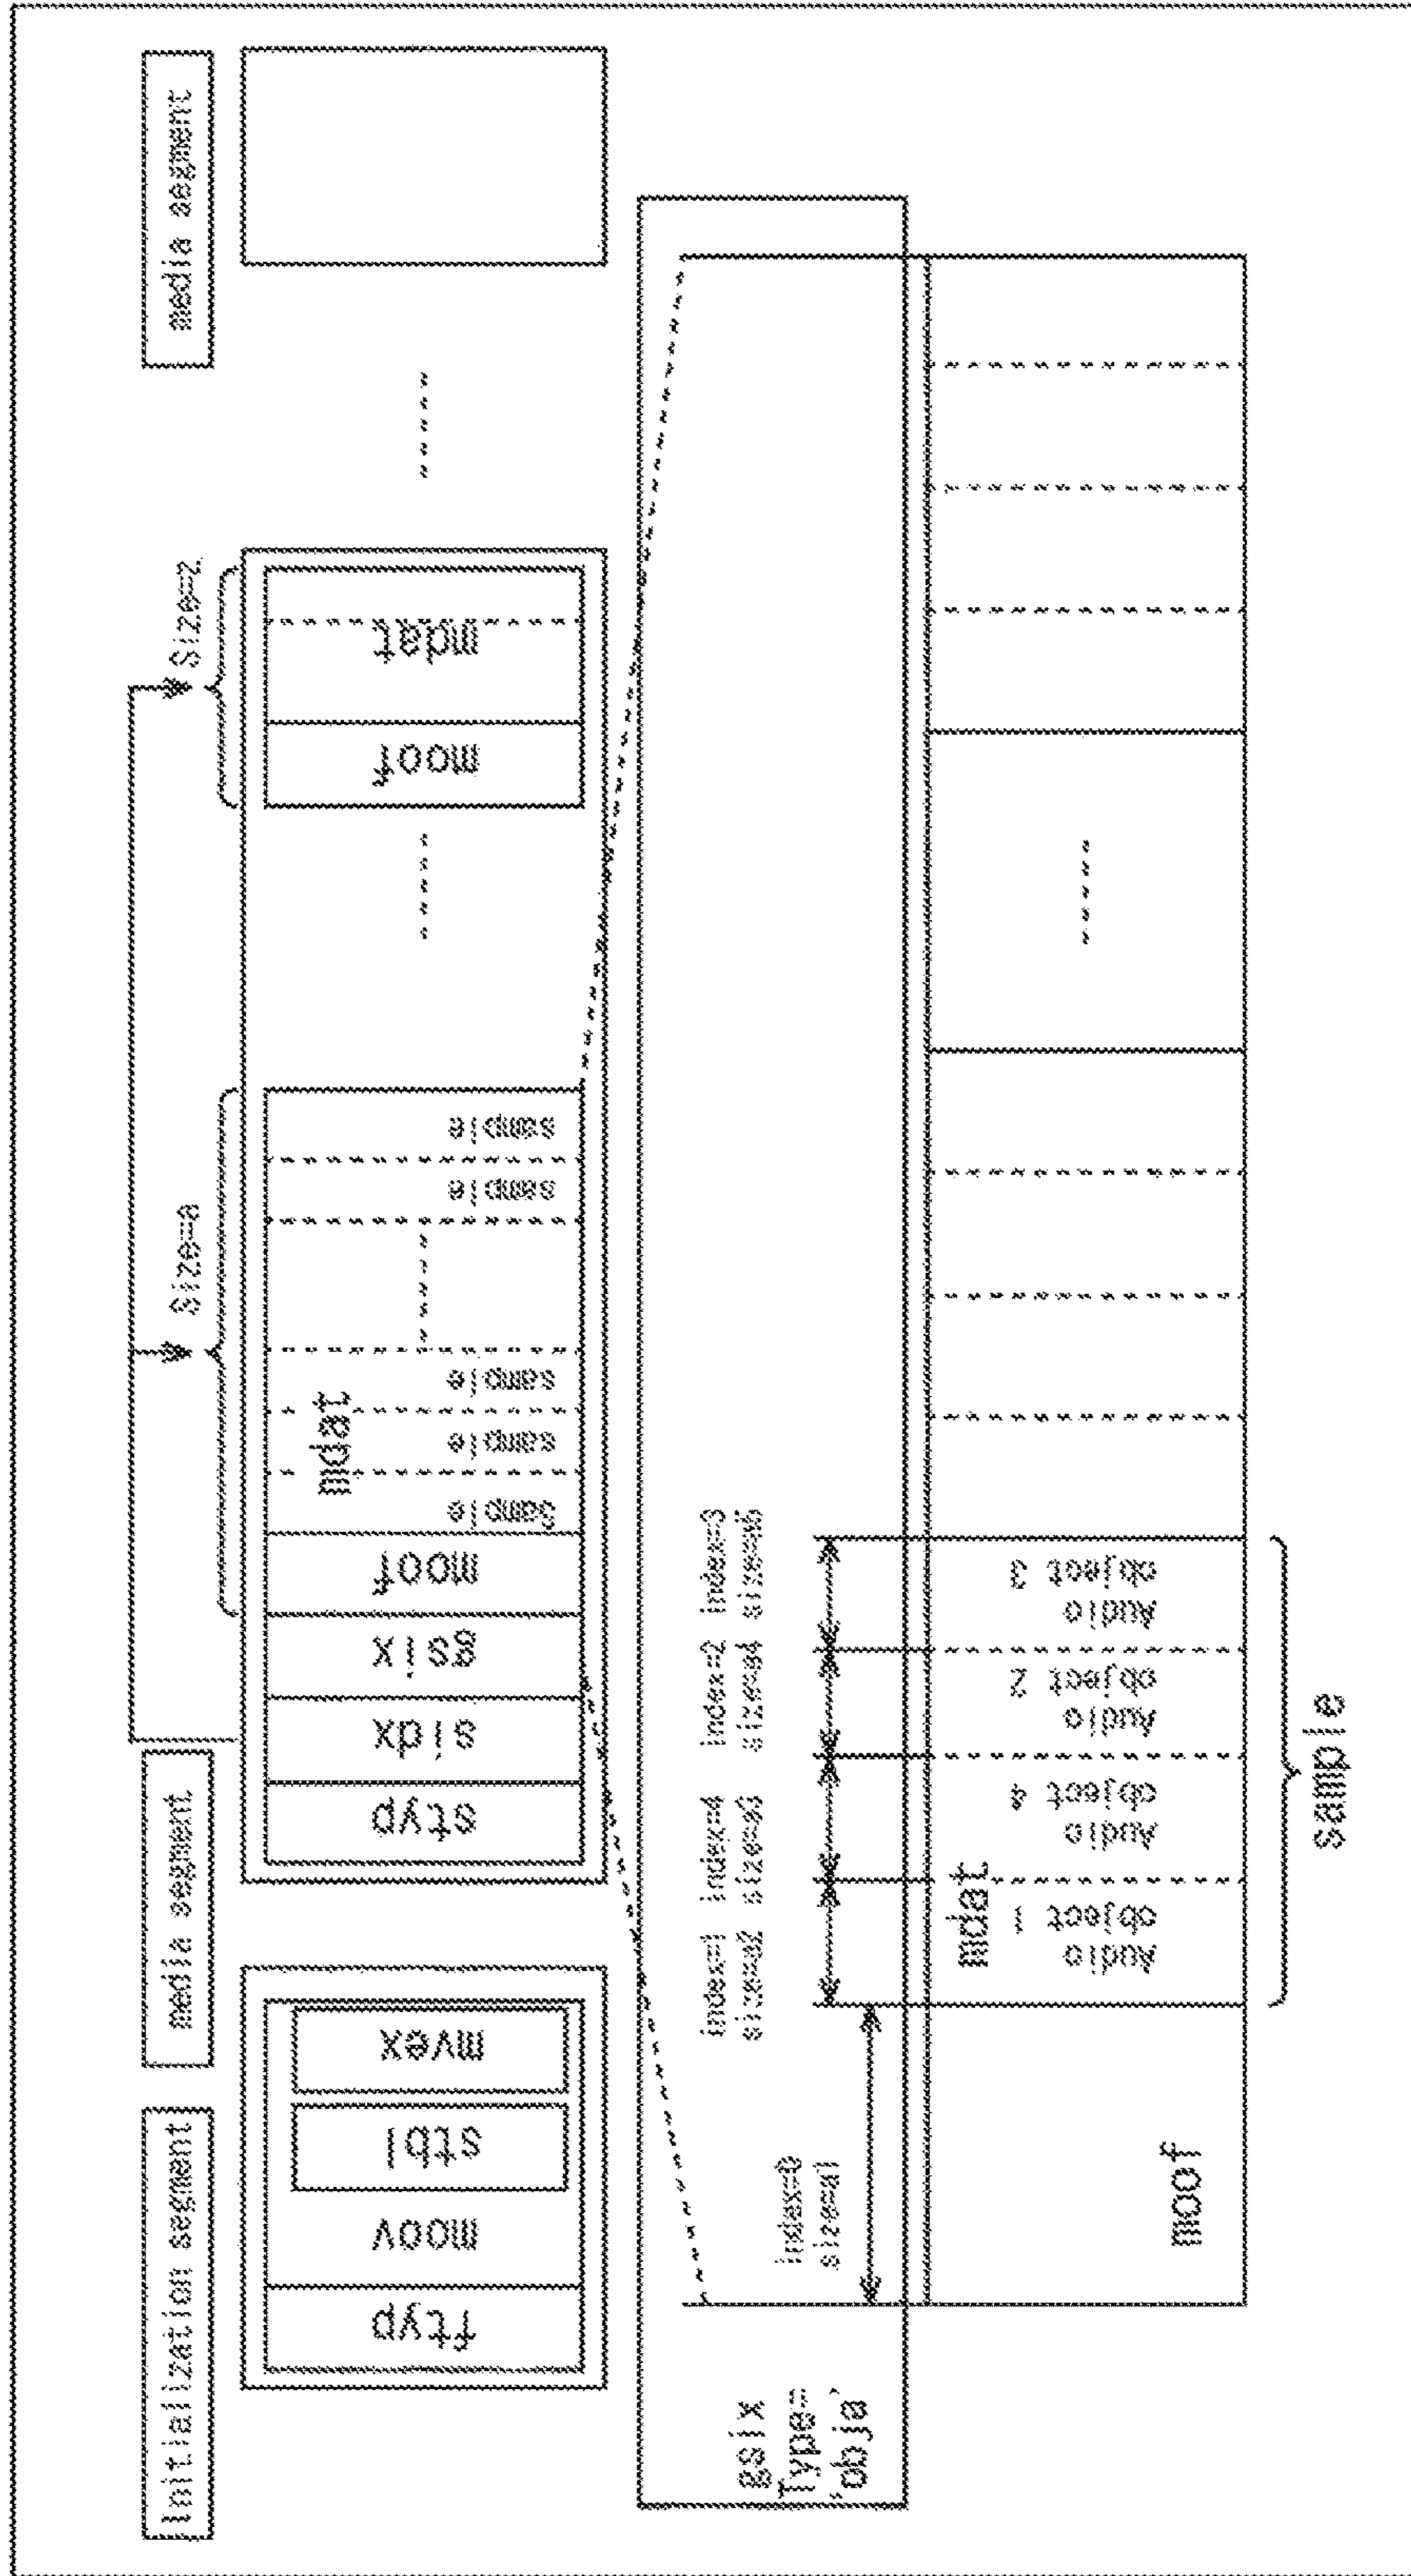 Initialization segment
media segment
media segment
Size=a
Size=z
ftyp
moov
stbl
mvex
styp
sidx
gsix
moof
mdat
Sample
sample
sample
sample
sample
moof
mdat
gsix
Type=
'obja'
index=0
size=a1
index=1
size=a2
index=4
size=a3
index=2
size=a4
index=3
size=a5
moof
mdat
Audio
object 1
Audio
object 4
Audio
object 2
Audio
object 3
sample